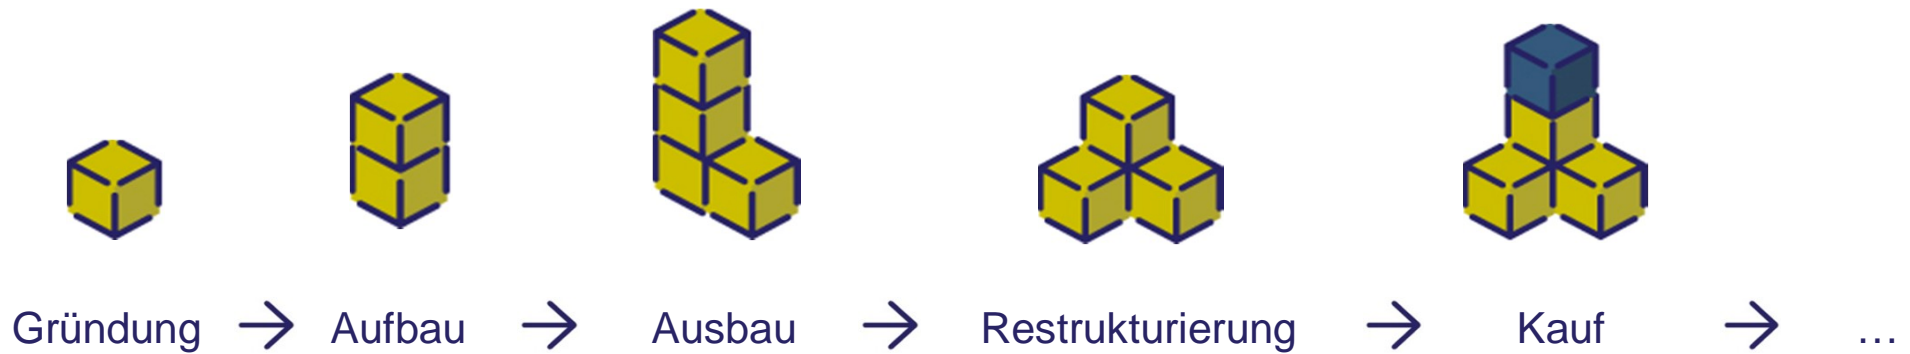 Gründung → Aufbau → Ausbau → Restrukturierung → Kauf → …